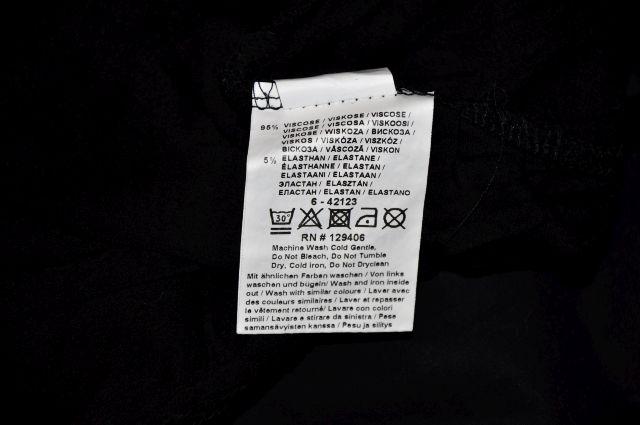 95% VISCOSE / VISKOSE / VISCOSE /
VISKOSE / VISCOSA / VISKOOSI /
VISKOSE / WISKOZA / ВИСКОЗА /
VISKOS / VISKÓZA / VISZKÓZ /
ВИСКОЗА / VÂSCOZĂ / VISKON
5% ELASTHAN / ELASTANE /
ÉLASTHANNE / ELASTAN /
ELASTAANI / ELASTAAN /
ЭЛАСТАН / ELASZTÁN /
ЕЛАСТАН / ELASTAN / ELASTANO
6 - 42123
30°
RN # 129406
Machine Wash Cold Gentle,
Do Not Bleach, Do Not Tumble
Dry, Cold iron, Do not Dryclean
Mit ähnlichen Farben waschen / Von links
waschen und bügeln/ Wash and Iron inside
out / Wash with similar colours / Laver avec
des couleurs similaires / Laver et repasser
le vêtement retourné/ Lavare con colori
simili / Lavare e stirare da sinistra / Pese
samansävyisten kanssa / Pesu ja silitys